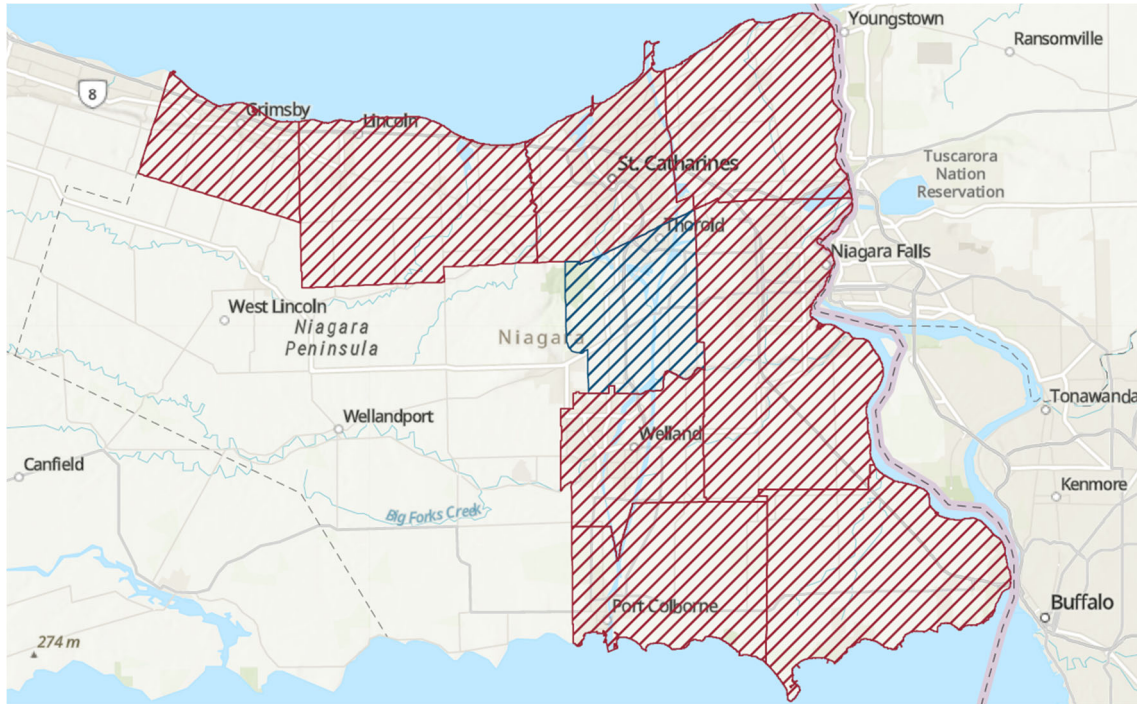 Youngstown
Ransomville
8
Grimsby
Lincoln
St. Catharines
Tuscarora
Nation
Reservation
Thorold
Niagara Falls
West Lincoln
Niagara
Peninsula
Niagara
Tonawanda
Wellandport
Welland
Canfield
Kenmore
Big Forks Creek
Port Colborne
Buffalo
274 m